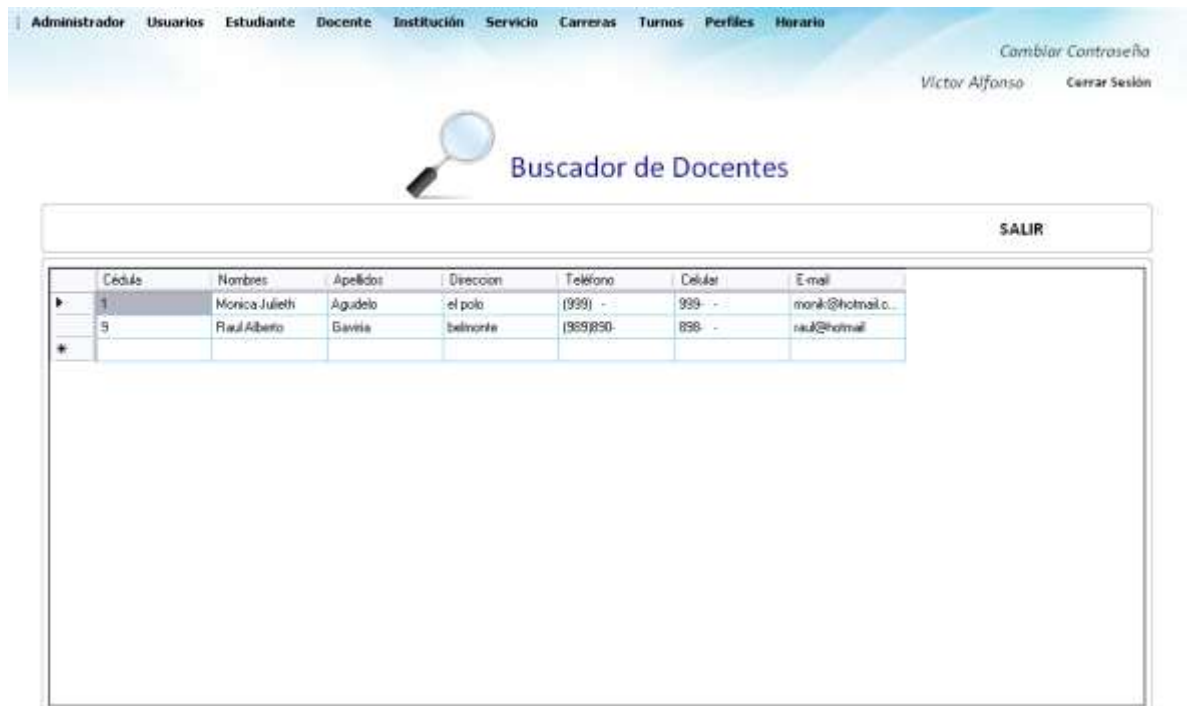 Administrador Usuarios Estudiante Docente Institución Servicio Carreras Turnos Perfiles Horario
Cambiar Contraseña
Victor Alfonso Cerrar Sesión
Buscador de Docentes
SALIR
Cédula Nombres Apellidos Direccion Teléfono Celular E-mail
1 Monica Julieth Agudelo el polo (999) - 999- - monik@hotmail.c...
9 Raul Alberto Gaviria belmonte (989)890- 898- - raul@hotmail